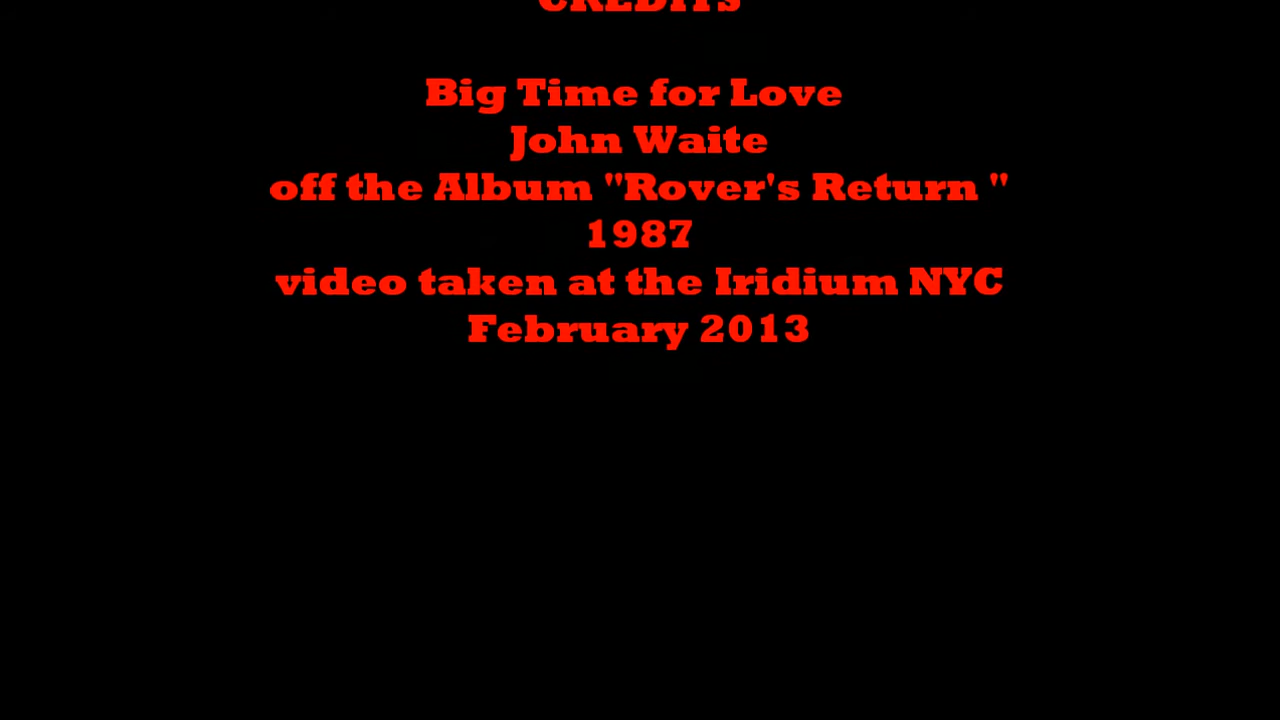 CREDITS
Big Time for Love
John Waite
off the Album "Rover's Return "
1987
video taken at the Iridium NYC
February 2013